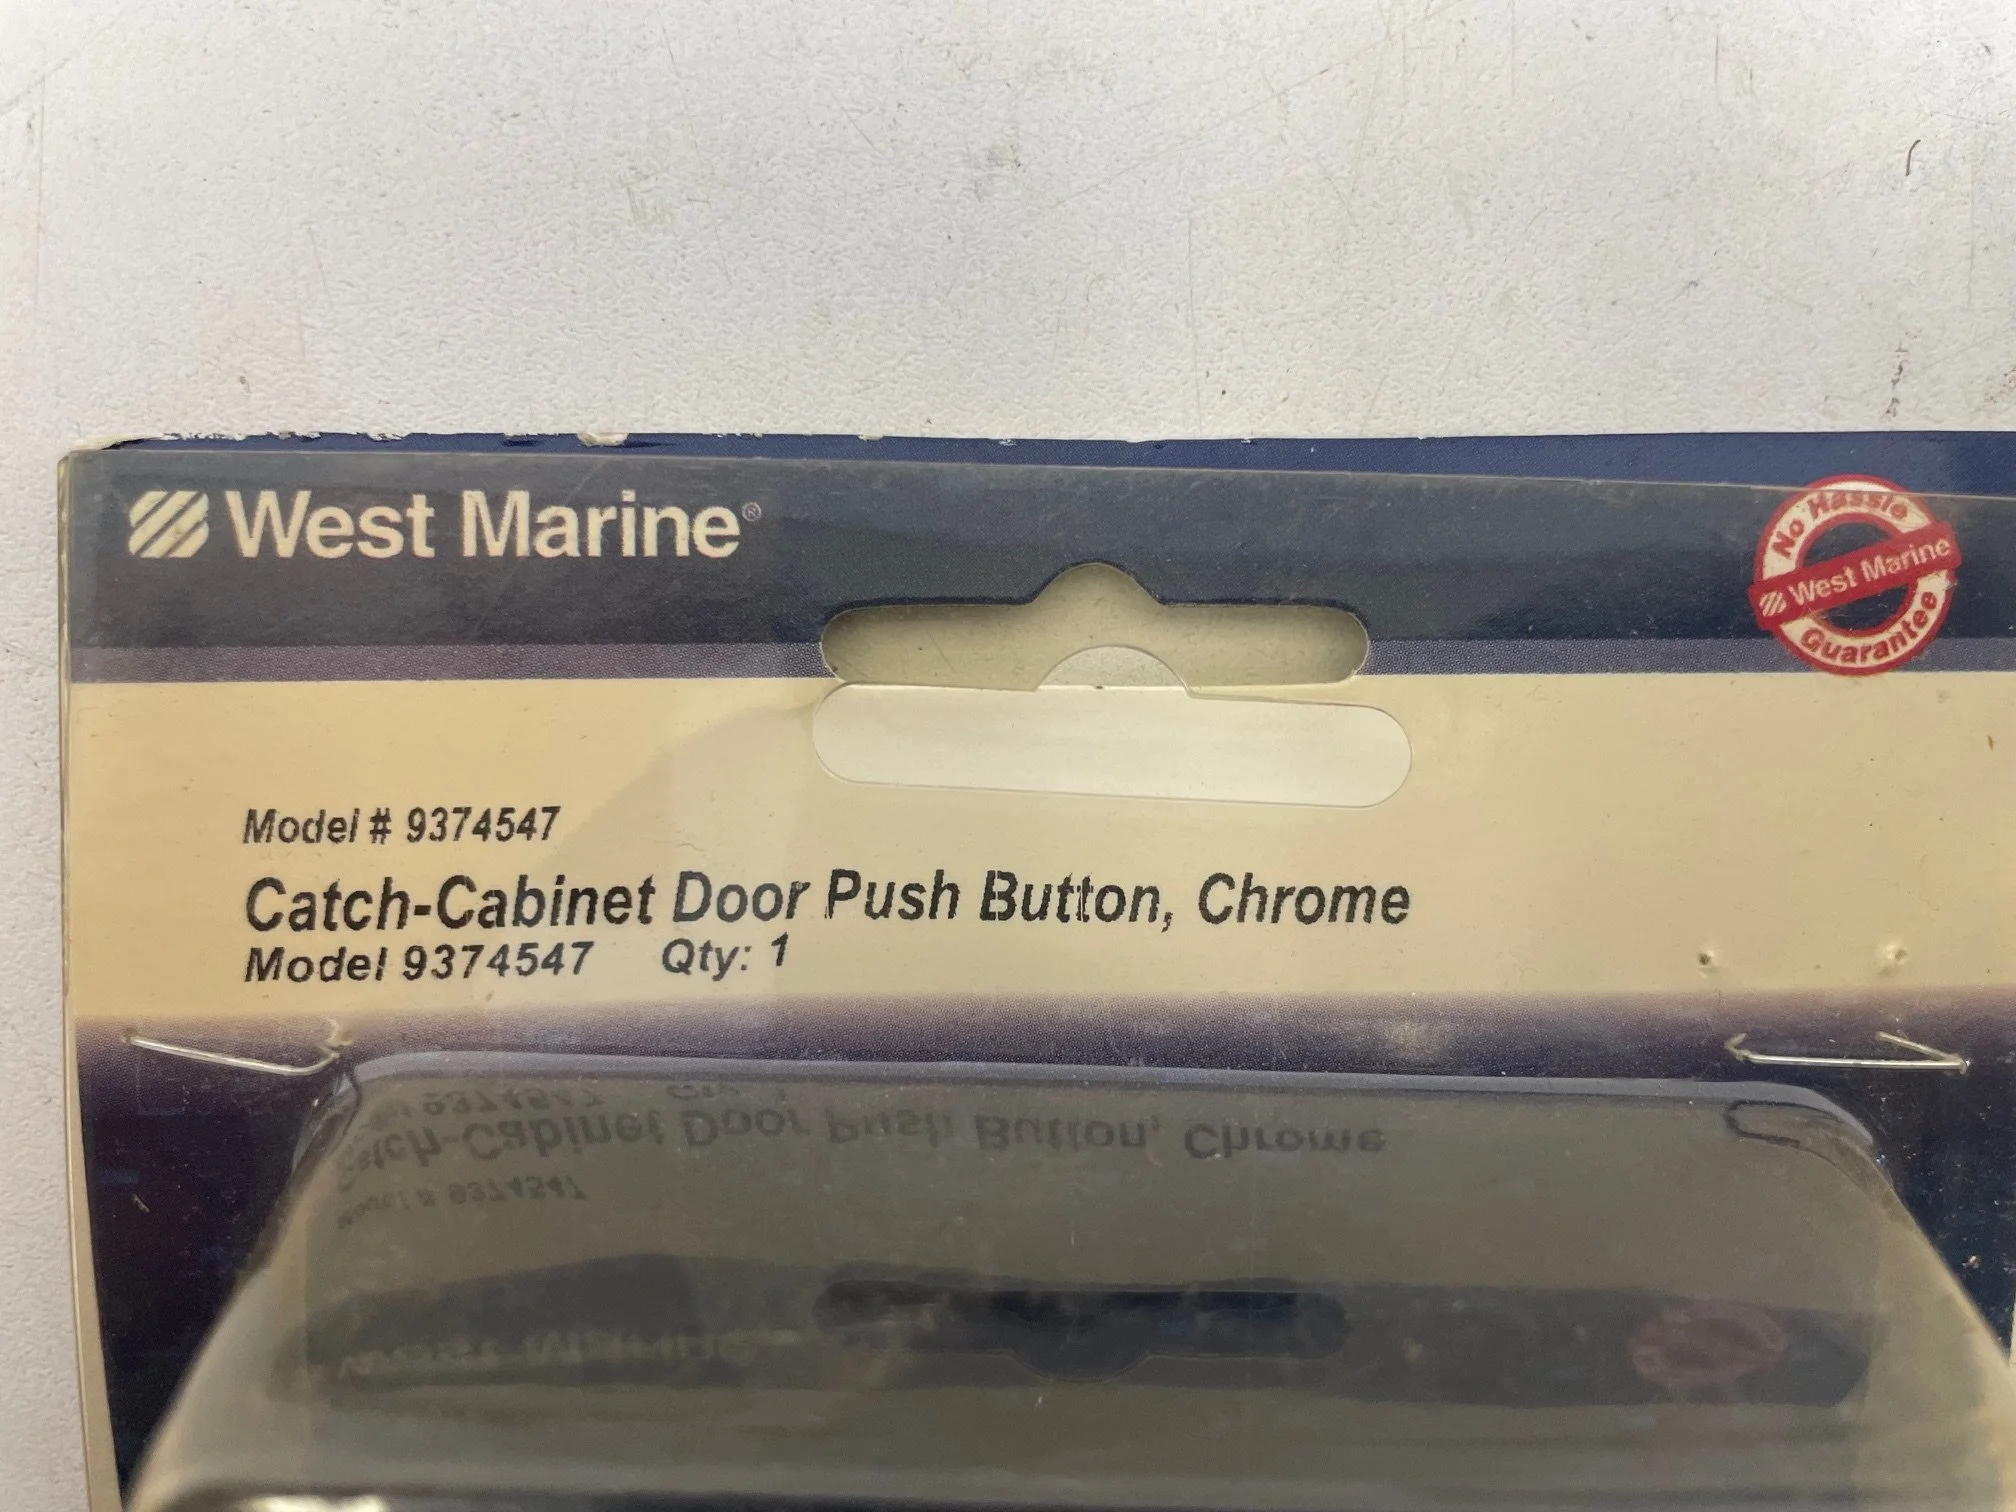 West Marine®
No Hassle
West Marine
Guarantee
Model # 9374547
Catch-Cabinet Door Push Button, Chrome
Model 9374547 Qty: 1